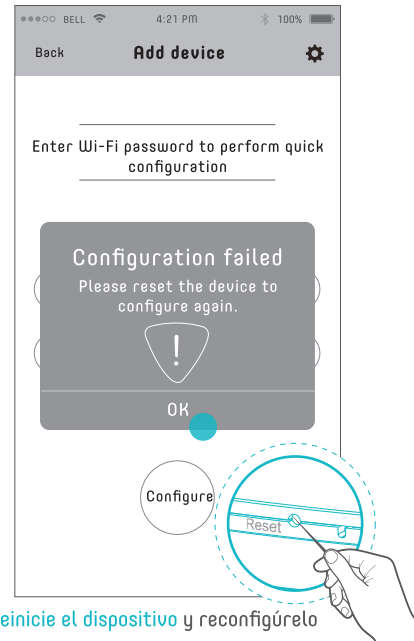 BELL 4:21 PM 100%
Back Add device
Enter Wi-Fi password to perform quick
configuration
Configuration failed
Please reset the device to
configure again.
!
OK
Configure
Reset
einicie el dispositivo y reconfigúrelo